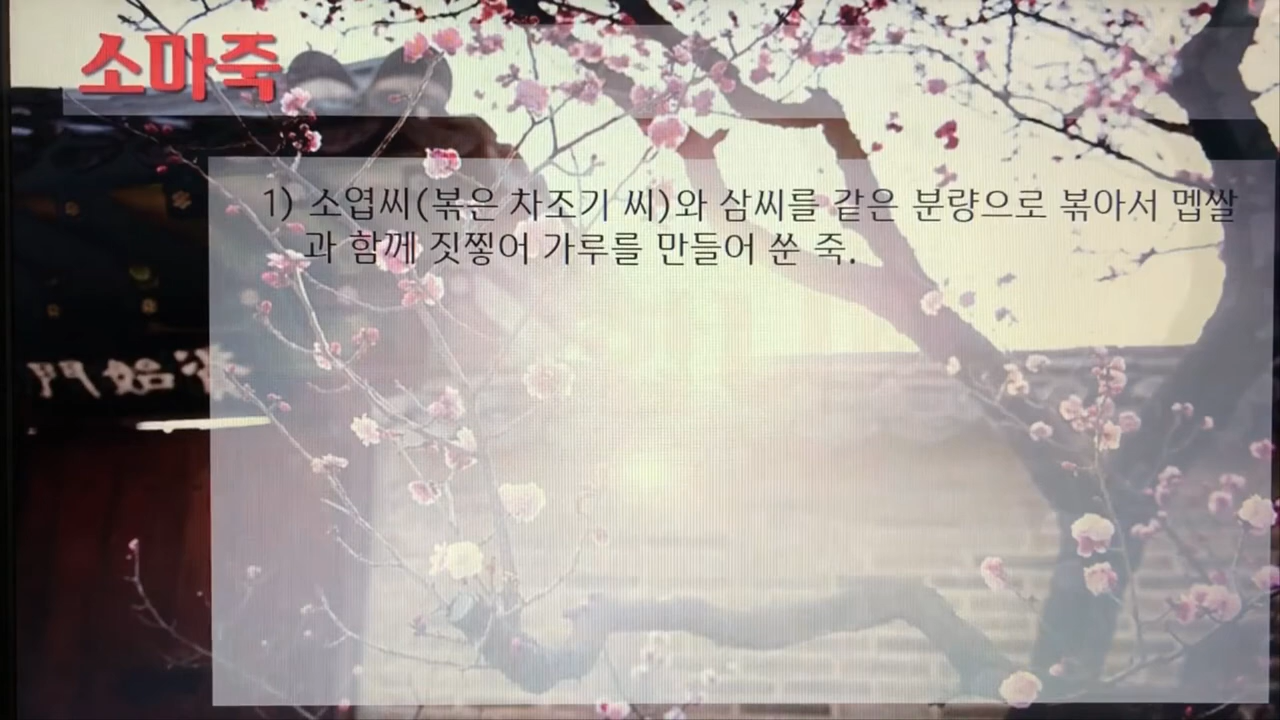 소마죽
1) 소엽씨(볶은 차조기 씨)와 삼씨를 같은 분량으로 볶아서 멥쌀
과 함께 짓찧어 가루를 만들어 쑨 죽.
門始